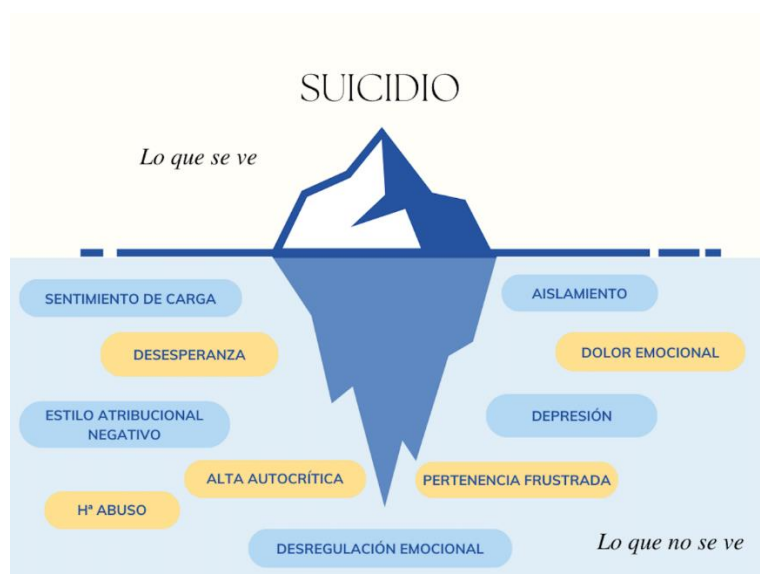 SUICIDIO
Lo que se ve
SENTIMIENTO DE CARGA
AISLAMIENTO
DESESPERANZA
DOLOR EMOCIONAL
ESTILO ATRIBUCIONAL
NEGATIVO
DEPRESIÓN
ALTA AUTOCRÍTICA
PERTENENCIA FRUSTRADA
Hª ABUSO
DESREGULACIÓN EMOCIONAL
Lo que no se ve